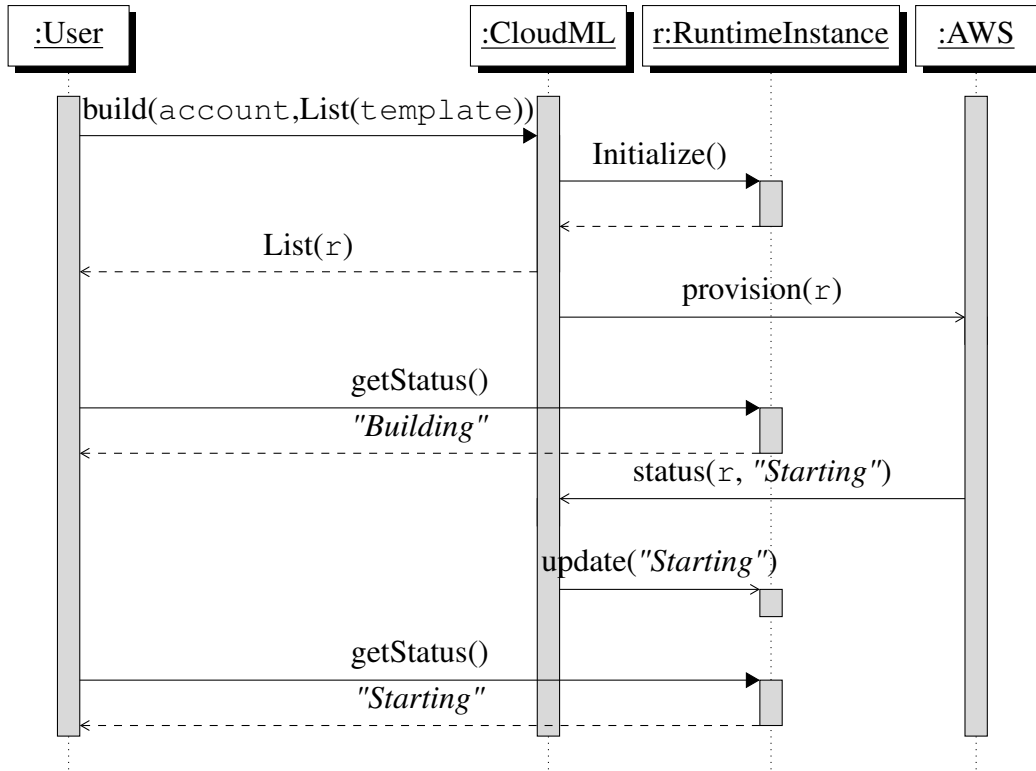 :User
:CloudML
r:RuntimeInstance
:AWS
build(account,List(template))
Initialize()
List(r)
provision(r)
getStatus()
"Building"
status(r, "Starting")
update("Starting")
getStatus()
"Starting"